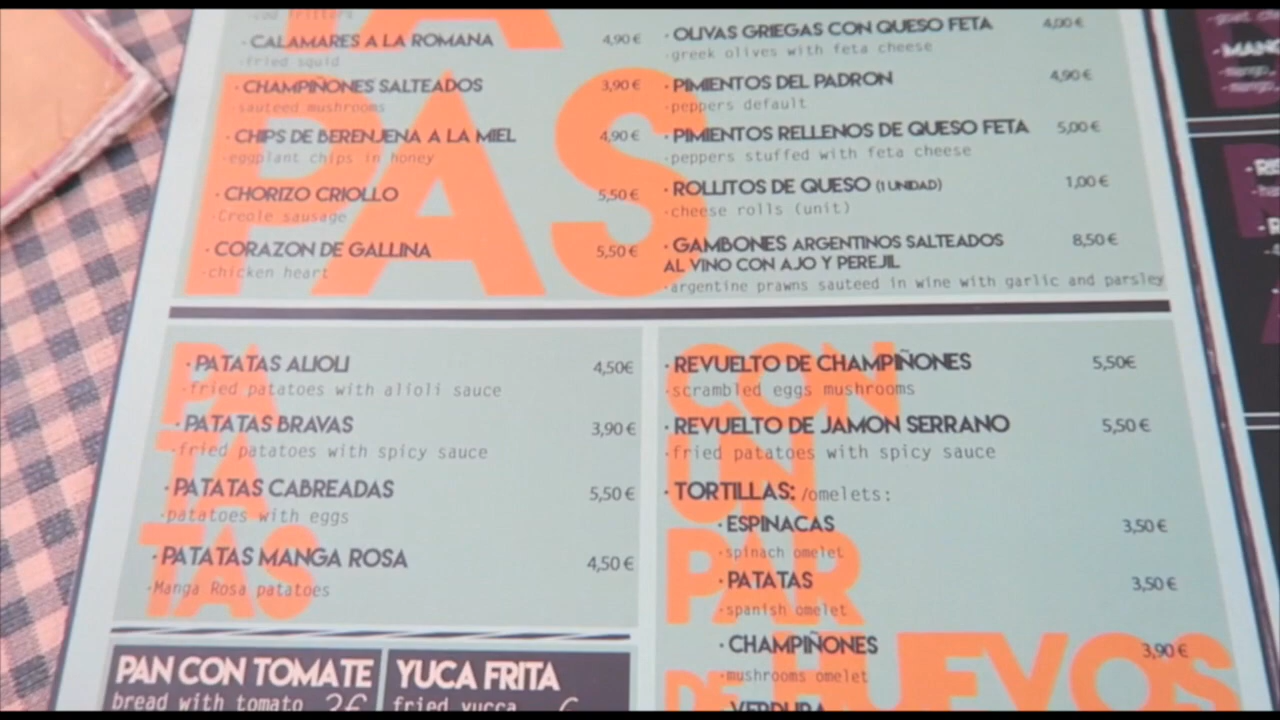 PAS
· CALAMARES A LA ROMANA 4,90 €
·fried squid
· CHAMPIÑONES SALTEADOS 3,90 €
·sauteed mushrooms
· CHIPS DE BERENJENA A LA MIEL 4,90 €
·eggplant chips in honey
· CHORIZO CRIOLLO 5,50 €
·Creole sausage
· CORAZON DE GALLINA 5,50 €
·chicken heart
· OLIVAS GRIEGAS CON QUESO FETA 4,00 €
·greek olives with feta cheese
· PIMIENTOS DEL PADRON 4,90 €
·peppers default
· PIMIENTOS RELLENOS DE QUESO FETA 5,00 €
·peppers stuffed with feta cheese
· ROLLITOS DE QUESO (1 UNIDAD) 1,00 €
·cheese rolls (unit)
· GAMBONES ARGENTINOS SALTEADOS 8,50 €
AL VINO CON AJO Y PEREJIL
·argentine prawns sauteed in wine with garlic and parsley
PA
TA
TAS
· PATATAS ALIOLI 4,50€
·fried patatoes with alioli sauce
· PATATAS BRAVAS 3,90 €
·fried patatoes with spicy sauce
· PATATAS CABREADAS 5,50 €
·patatoes with eggs
· PATATAS MANGA ROSA 4,50 €
·Manga Rosa patatoes
PAN CON TOMATE
bread with tomato 2€
YUCA FRITA
fried yucca
CON
UN
PAR
DE HUEVOS
· REVUELTO DE CHAMPIÑONES 5,50€
·scrambled eggs mushrooms
· REVUELTO DE JAMON SERRANO 5,50 €
·fried patatoes with spicy sauce
· TORTILLAS: /omelets:
· ESPINACAS 3,50 €
·spinach omelet
· PATATAS 3,50 €
·spanish omelet
· CHAMPIÑONES 3,90 €
·mushrooms omelet
· VERDURA